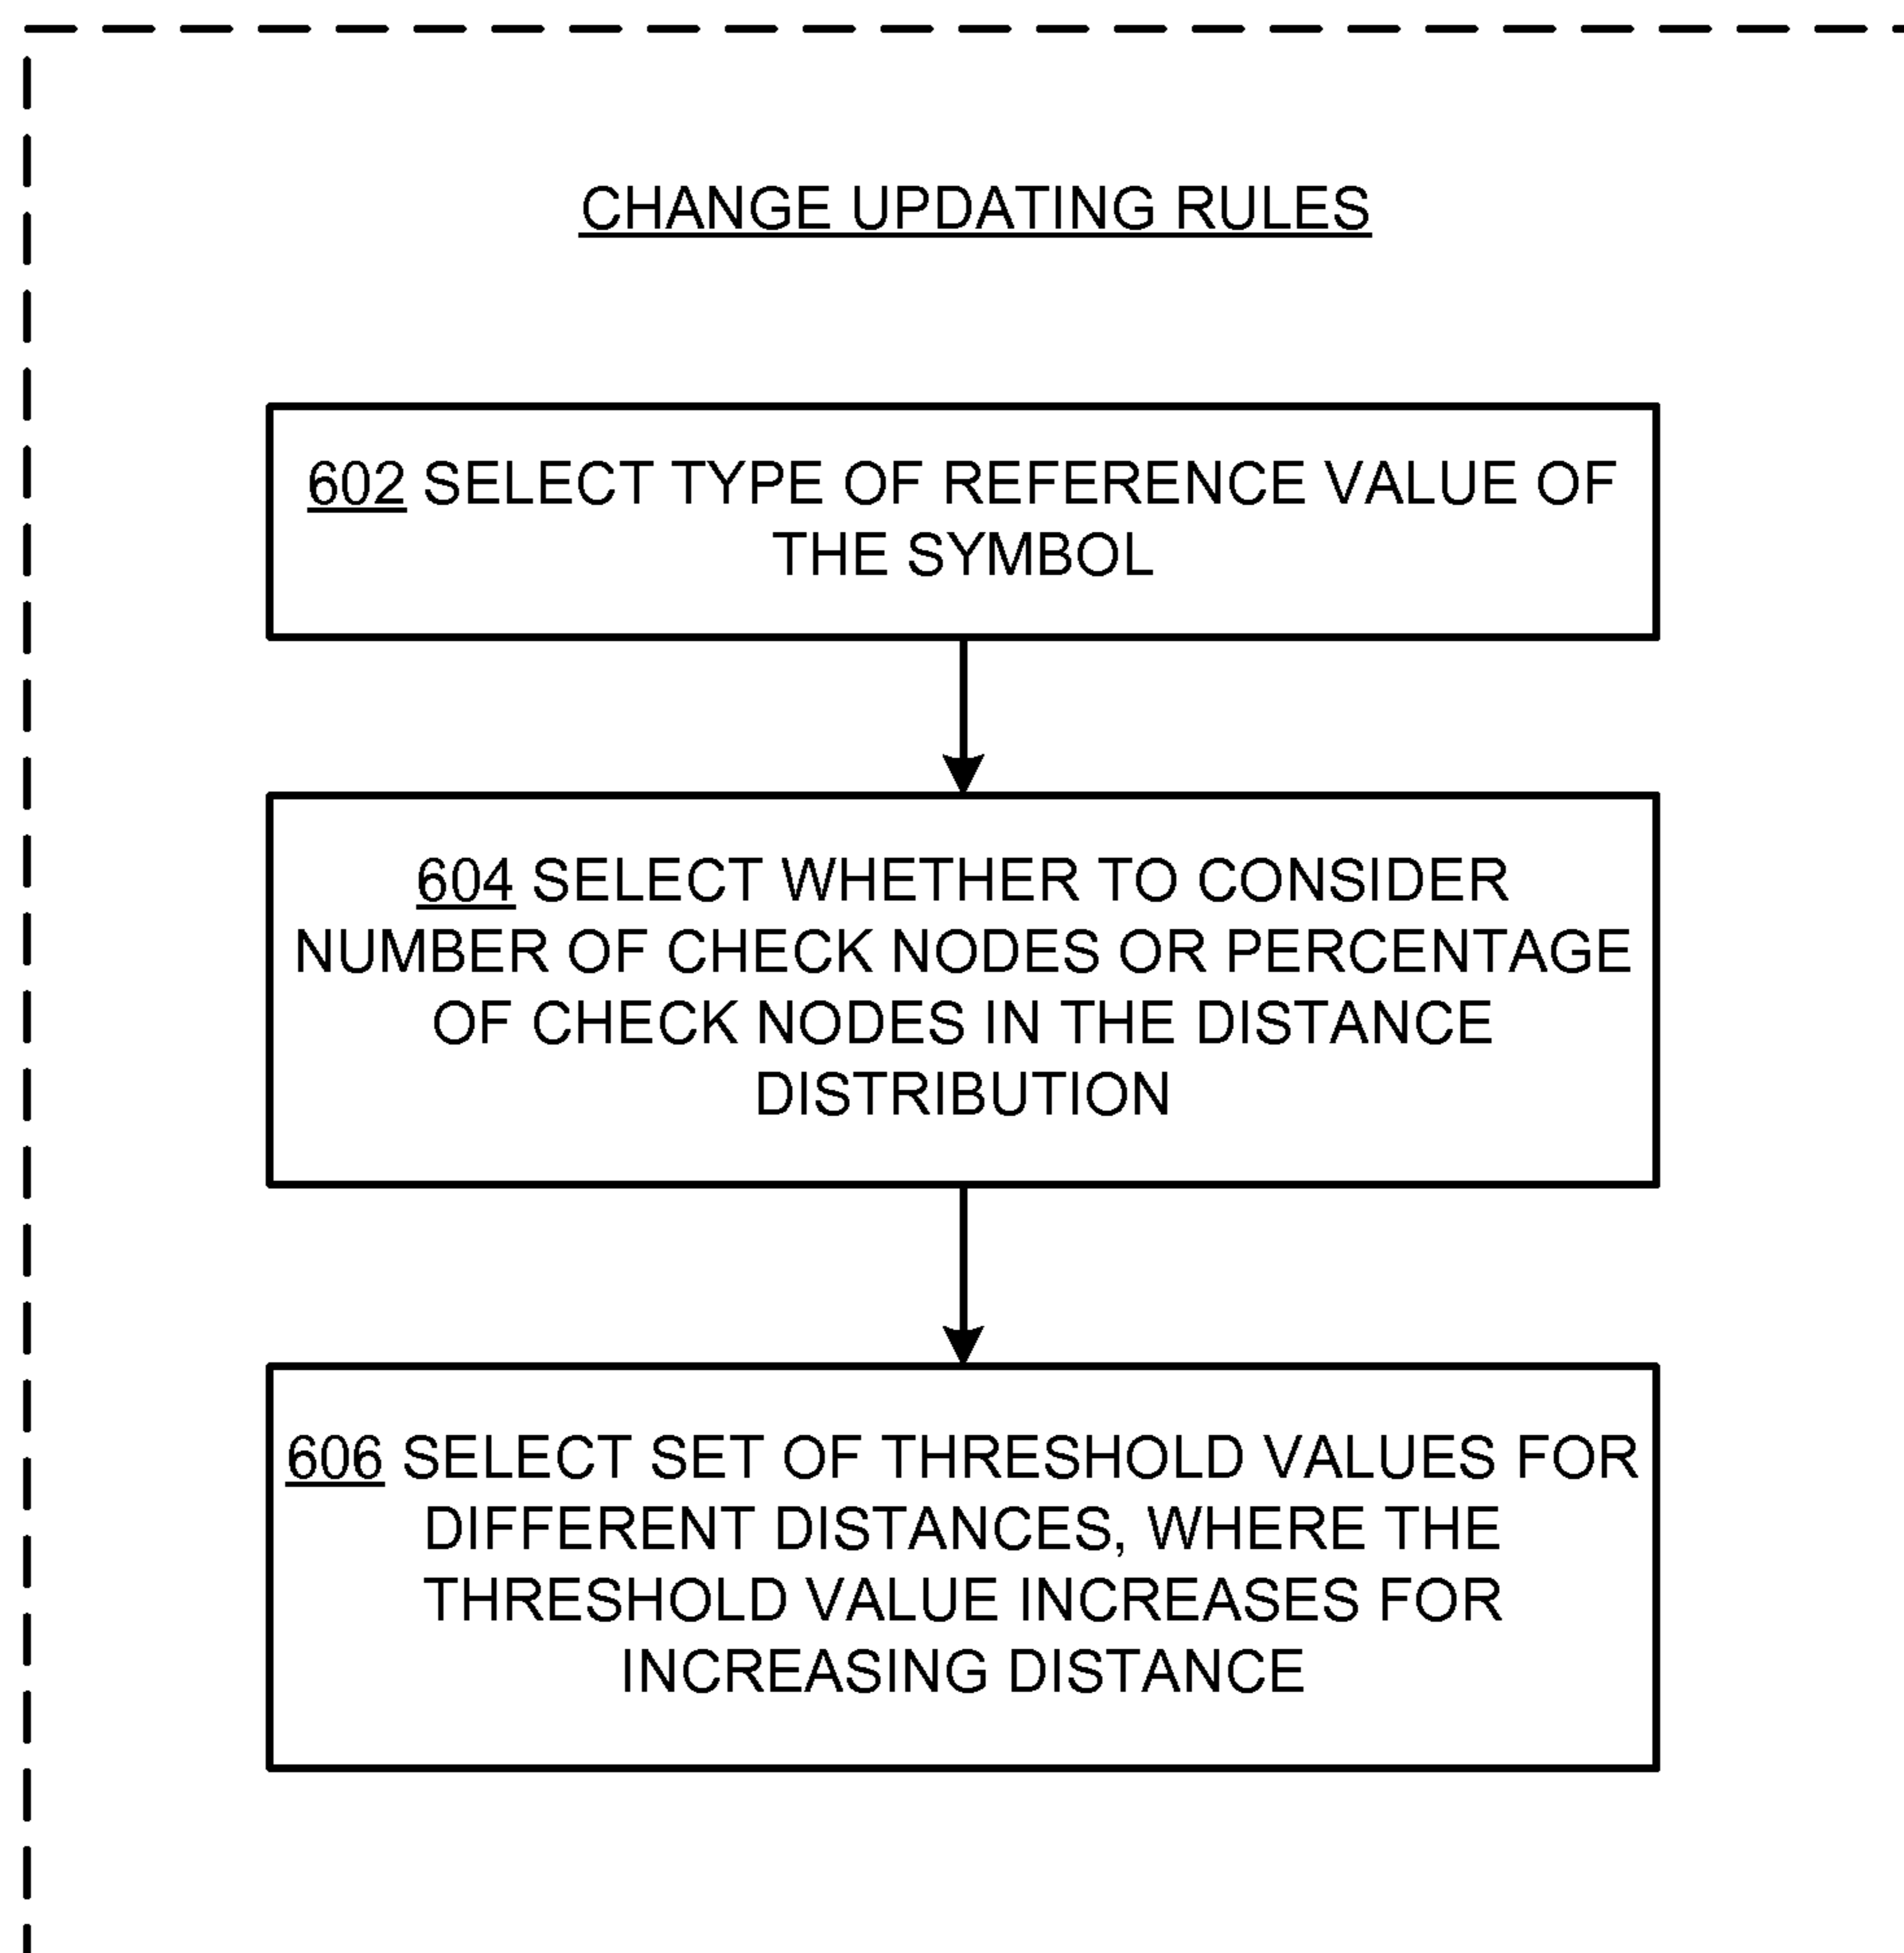 CHANGE UPDATING RULES
602 SELECT TYPE OF REFERENCE VALUE OF
THE SYMBOL
604 SELECT WHETHER TO CONSIDER
NUMBER OF CHECK NODES OR PERCENTAGE
OF CHECK NODES IN THE DISTANCE
DISTRIBUTION
606 SELECT SET OF THRESHOLD VALUES FOR
DIFFERENT DISTANCES, WHERE THE
THRESHOLD VALUE INCREASES FOR
INCREASING DISTANCE